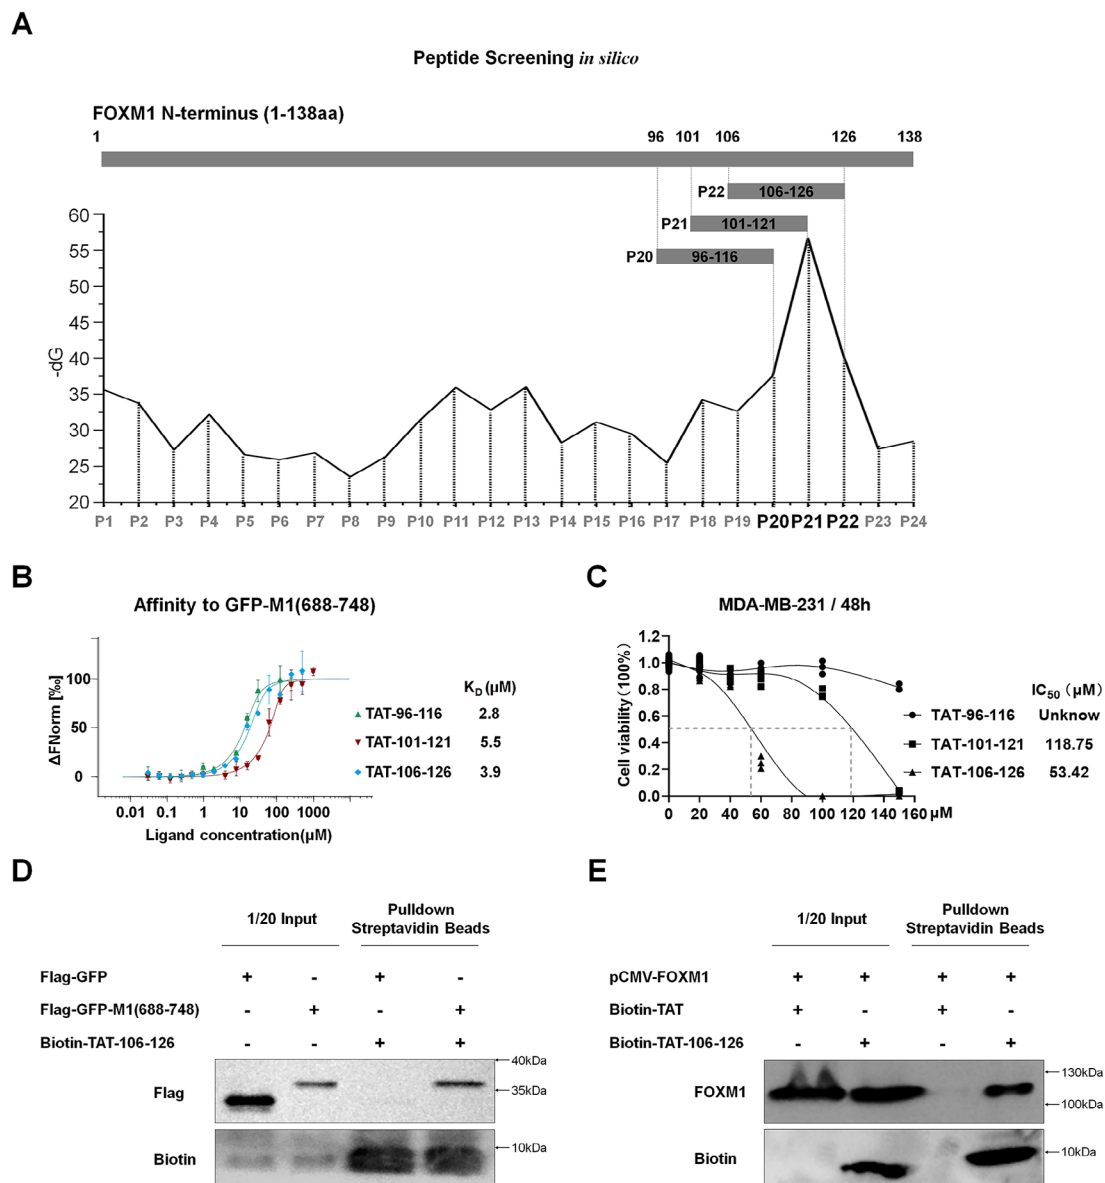 A
Peptide Screening in silico
FOXM1 N-terminus (1-138aa)
1 96 101 106 126 138
P22 106-126
P21 101-121
P20 96-116
-dG
60
55
50
45
40
35
30
25
20
P1 P2 P3 P4 P5 P6 P7 P8 P9 P10 P11 P12 P13 P14 P15 P16 P17 P18 P19 P20 P21 P22 P23 P24
B
Affinity to GFP-M1(688-748)
ΔFNorm [‰]
100
50
0
0.01 0.1 1 10 100 1000
Ligand concentration(μM)
KD (μM)
TAT-96-116 2.8
TAT-101-121 5.5
TAT-106-126 3.9
C
MDA-MB-231 / 48h
Cell viability (100%)
1.2
1.0
0.8
0.6
0.4
0.2
0.0
0 20 40 60 80 100 120 140 160 μM
IC50 (μM)
TAT-96-116 Unknow
TAT-101-121 118.75
TAT-106-126 53.42
D
1/20 Input Pulldown
Streptavidin Beads
Flag-GFP + - + -
Flag-GFP-M1(688-748) - + - +
Biotin-TAT-106-126 - - + +
40kDa
Flag 35kDa
10kDa
Biotin
E
1/20 Input Pulldown
Streptavidin Beads
pCMV-FOXM1 + + + +
Biotin-TAT + - + -
Biotin-TAT-106-126 - + - +
130kDa
FOXM1 100kDa
10kDa
Biotin